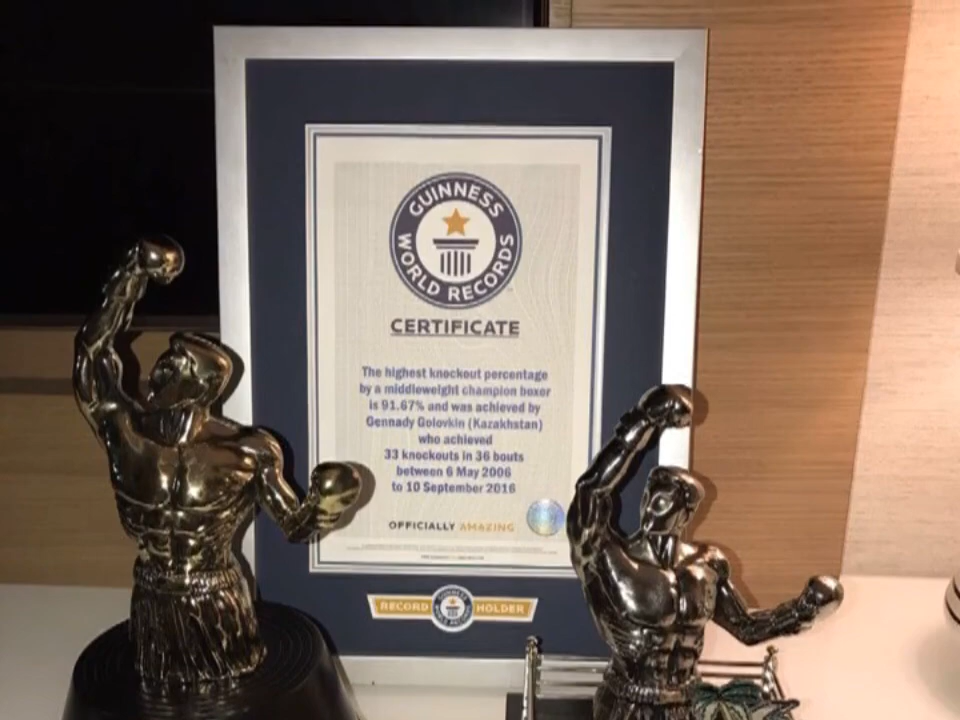 GUINNESS
WORLD RECORDS
CERTIFICATE
The highest knockout percentage
by a middleweight champion boxer
is 91.67% and was achieved by
Gennady Golovkin (Kazakhstan)
who achieved
33 knockouts in 36 bouts
between 6 May 2006
to 10 September 2016
OFFICIALLY AMAZING
RECORD HOLDER